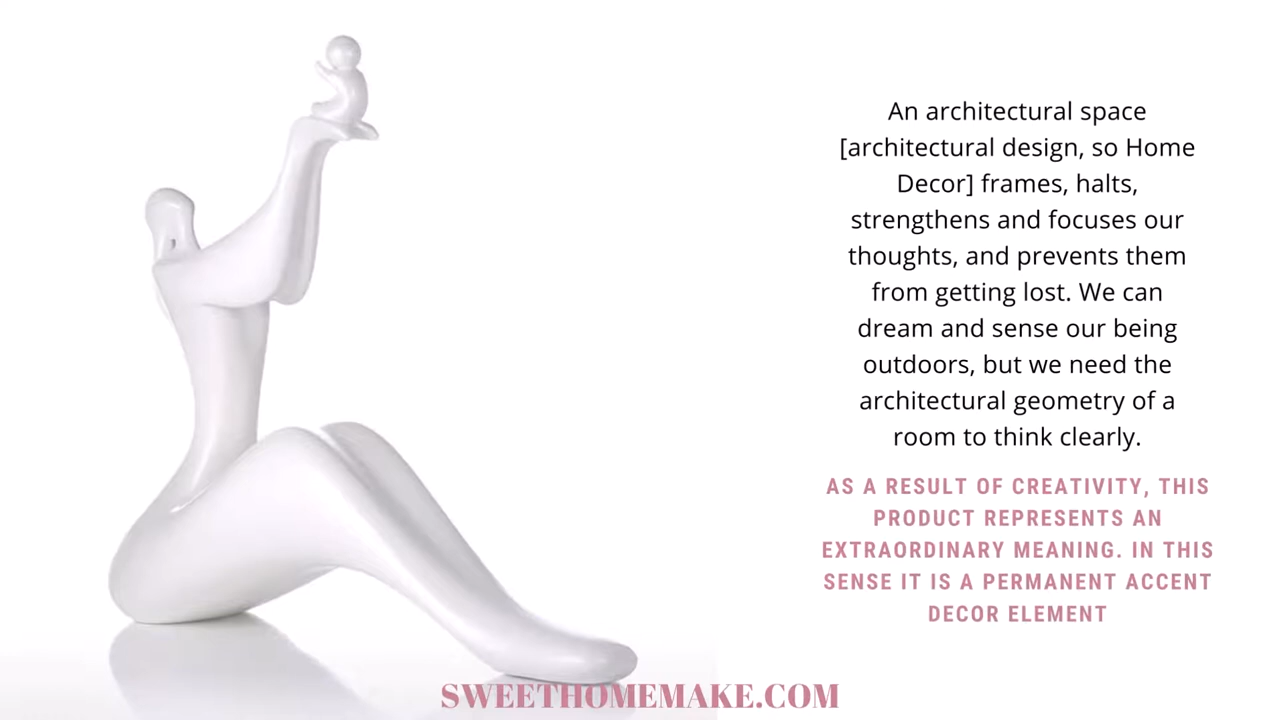 An architectural space
[architectural design, so Home
Decor] frames, halts,
strengthens and focuses our
thoughts, and prevents them
from getting lost. We can
dream and sense our being
outdoors, but we need the
architectural geometry of a
room to think clearly.
AS A RESULT OF CREATIVITY, THIS
PRODUCT REPRESENTS AN
EXTRAORDINARY MEANING. IN THIS
SENSE IT IS A PERMANENT ACCENT
DECOR ELEMENT
SWEETHOMEMAKE.COM